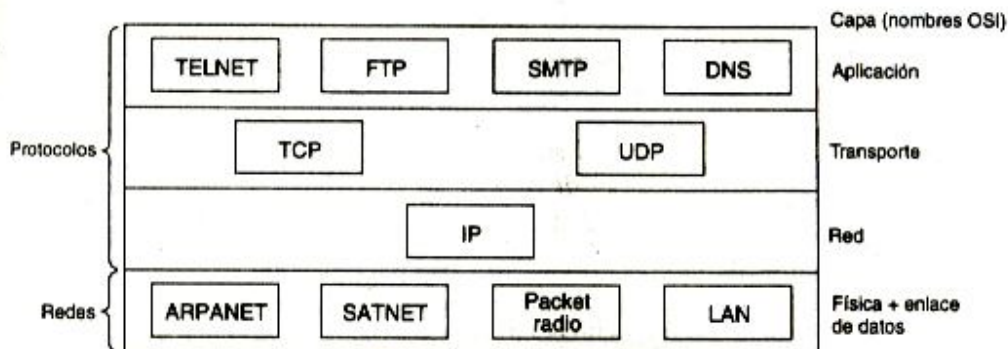 Capa (nombres OSI)
TELNET
FTP
SMTP
DNS
Aplicación
Protocolos
TCP
UDP
Transporte
IP
Red
Redes
ARPANET
SATNET
Packet
radio
LAN
Física + enlace
de datos